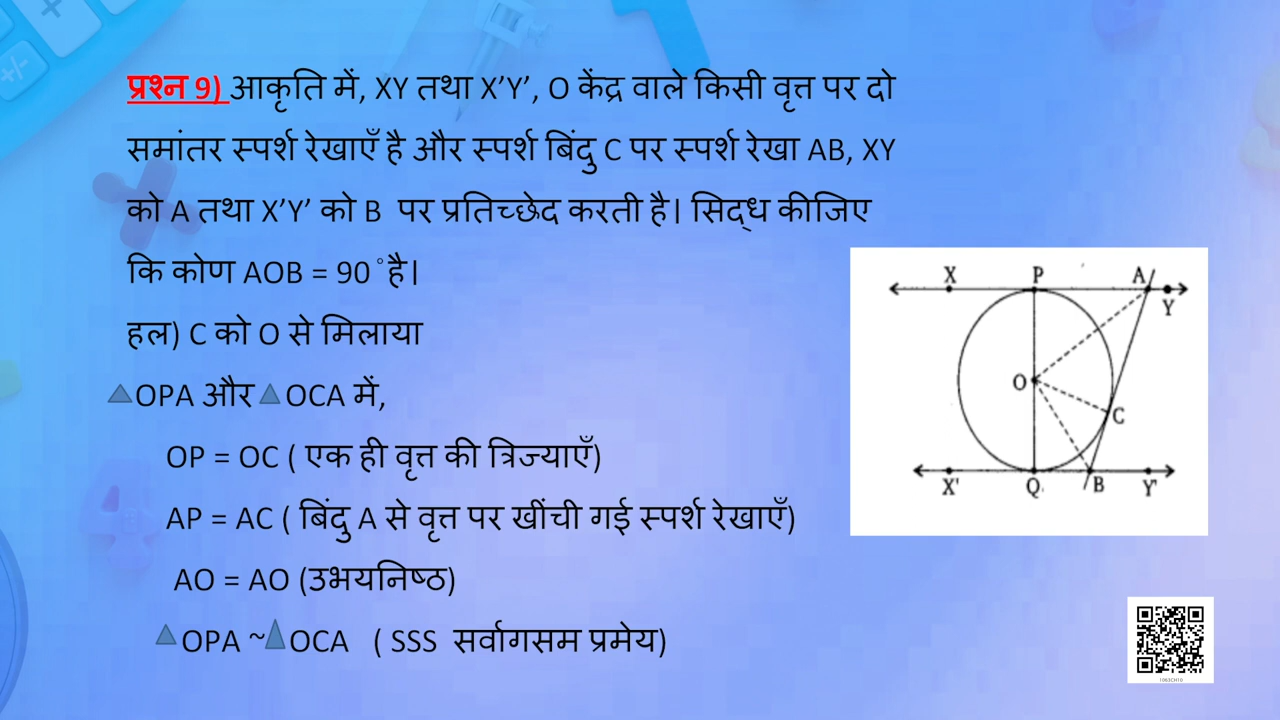 प्रश्न 9) आकृति में, XY तथा X’Y’, O केंद्र वाले किसी वृत्त पर दो
समांतर स्पर्श रेखाएँ है और स्पर्श बिंदु C पर स्पर्श रेखा AB, XY
को A तथा X’Y’ को B पर प्रतिच्छेद करती है। सिद्ध कीजिए
कि कोण AOB = 90˚है।
हल) C को O से मिलाया
OPA और OCA में,
OP = OC ( एक ही वृत्त की त्रिज्याएँ)
AP = AC ( बिंदु A से वृत्त पर खींची गई स्पर्श रेखाएँ)
AO = AO (उभयनिष्ठ)
OPA ~ OCA ( SSS सर्वागसम प्रमेय)
X P A
Y
O
C
X' Q B Y'
1063CH10